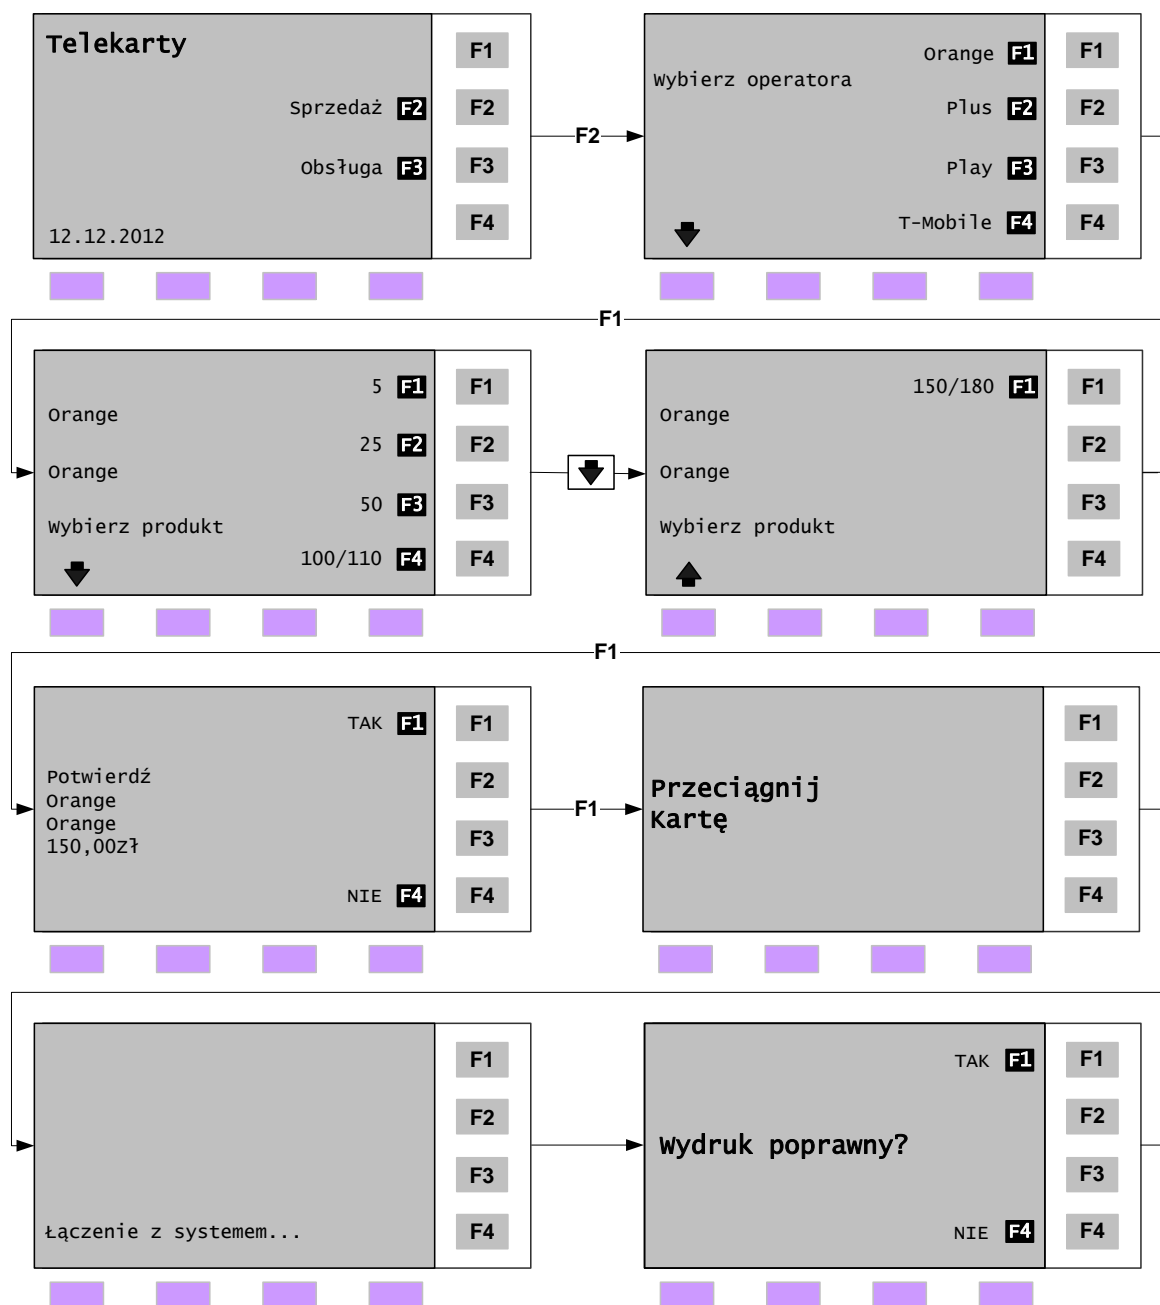 Telekarty
Sprzedaż F2
Obsługa F3
12.12.2012
F1
F2
F3
F4
F2
Orange F1
Wybierz operatora
Plus F2
Play F3
T-Mobile F4
F1
F2
F3
F4
F1
5 F1
Orange
25 F2
Orange
50 F3
Wybierz produkt
100/110 F4
F1
F2
F3
F4
150/180 F1
Orange
Orange
Wybierz produkt
F1
F2
F3
F4
F1
TAK F1
Potwierdź
Orange
Orange
150,00zł
NIE F4
F1
F2
F3
F4
F1
Przeciągnij
Kartę
F1
F2
F3
F4
Łączenie z systemem...
F1
F2
F3
F4
TAK F1
Wydruk poprawny?
NIE F4
F1
F2
F3
F4